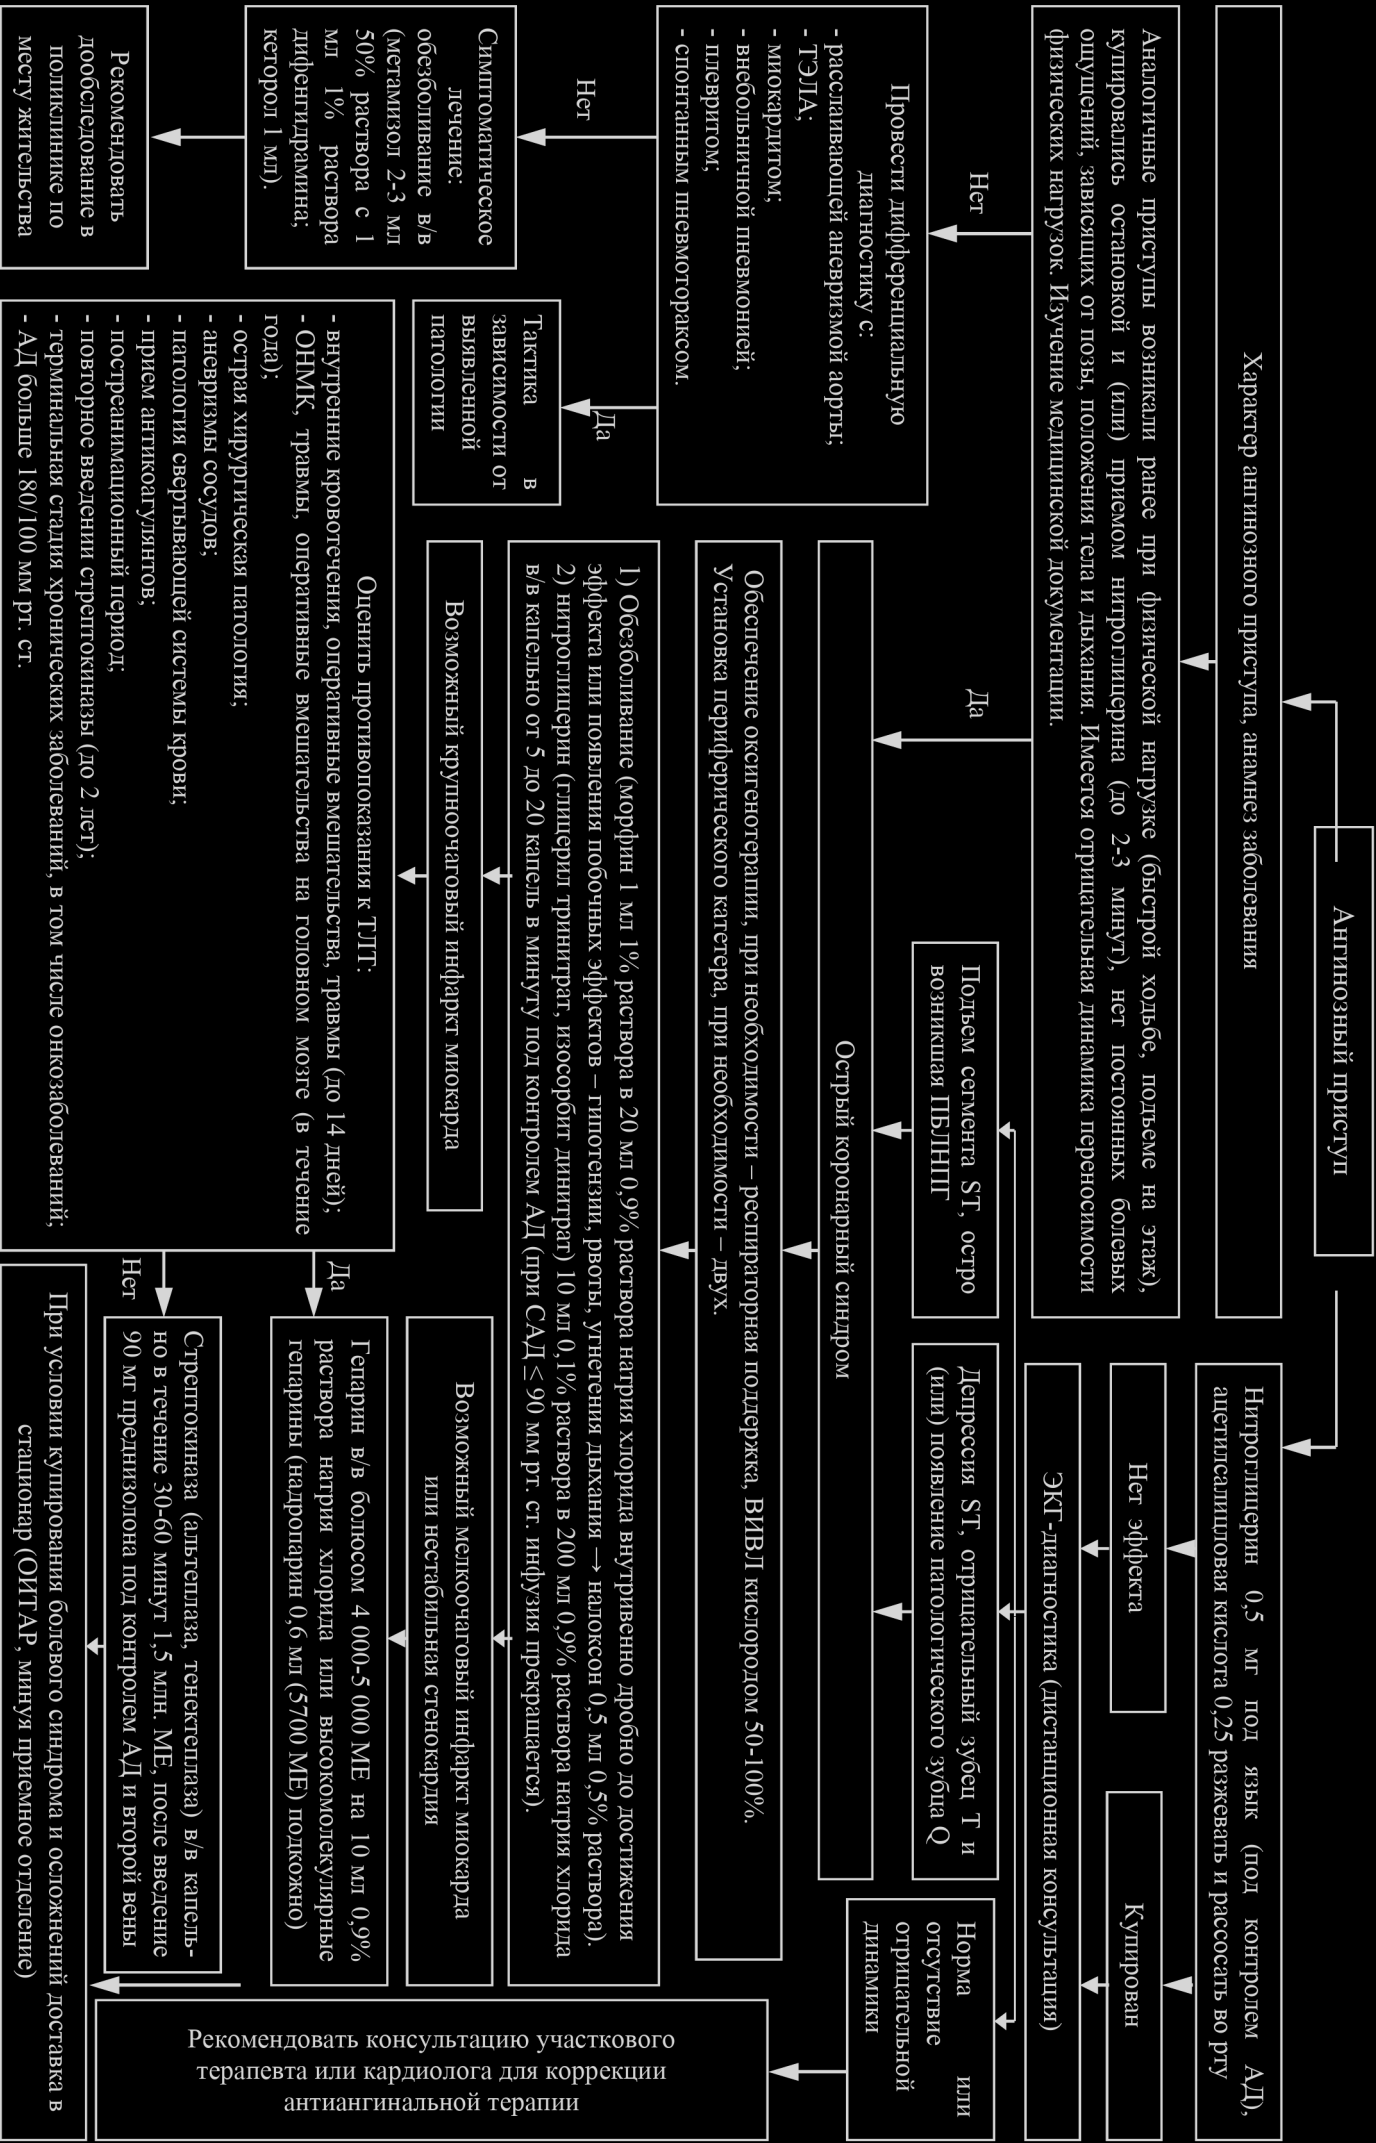 Ангинозный приступ
Характер ангинозного приступа, анамнез заболевания
Нитроглицерин 0,5 мг под язык (под контролем АД),
ацетилсалицловая кислота 0,25 разжевать и рассосать во рту
Аналогичные приступы возникали ранее при физической нагрузке (быстрой ходьбе, подъеме на этаж),
купировались остановкой и (или) приемом нитроглицерина (до 2-3 минут), нет постоянных болевых
ощущений, зависящих от позы, положения тела и дыхания. Имеется отрицательная динамика переносимости
физических нагрузок. Изучение медицинской документации.
Нет эффекта
Купирован
ЭКГ-диагностика (дистанционная консультация)
Нет
Да
Подъем сегмента ST, остро
возникшая ПБЛНПГ
Депрессия ST, отрицательный зубец Т и
(или) появление патологического зубца Q
Норма или
отсутствие
отрицательной
динамики
Провести дифференциальную
диагностику с:
- расслаивающей аневризмой аорты;
- ТЭЛА;
- миокардитом;
- внебольничной пневмонией;
- плевритом;
- спонтанным пневмотораксом.
Острый коронарный синдром
Обеспечение оксигенотерапии, при необходимости – респираторная поддержка, ВИВЛ кислородом 50-100%.
Установка периферического катетера, при необходимости – двух.
Нет
Да
Симптоматическое
лечение:
обезболивание в/в
(метамизол 2-3 мл
50% раствора с 1
мл 1% раствора
дифенгидрамина;
кеторол 1 мл).
Тактика в
зависимости от
выявленной
патологии
1) Обезболивание (морфин 1 мл 1% раствора в 20 мл 0,9% раствора натрия хлорида внутривенно дробно до достижения
эффекта или появления побочных эффектов – гипотензии, рвоты, угнетения дыхания → налоксон 0,5 мл 0,5% раствора).
2) нитроглицерин (глицерил тринитрат, изосорбит динитрат) 10 мл 0,1% раствора в 200 мл 0,9% раствора натрия хлорида
в/в капельно от 5 до 20 капель в минуту под контролем АД (при САД ≤ 90 мм рт. ст. инфузия прекращается).
Возможный крупноочаговый инфаркт миокарда
Возможный мелкоочаговый инфаркт миокарда
или нестабильная стенокардия
Рекомендовать
дообследование в
поликлинике по
месту жительства
Оценить противопоказания к ТЛТ:
- внутренние кровотечения, оперативные вмешательства, травмы (до 14 дней);
- ОНМК, травмы, оперативные вмешательства на головном мозге (в течение
года);
- острая хирургическая патология;
- аневризмы сосудов;
- патология свертывающей системы крови;
- прием антикоагулянтов;
- постреанимационный период;
- повторное введении стрептокиназы (до 2 лет);
- терминальная стадия хронических заболеваний, в том числе онкозаболеваний;
- АД больше 180/100 мм рт. ст.
Да
Нет
Гепарин в/в болюсом 4 000-5 000 МЕ на 10 мл 0,9%
раствора натрия хлорида или высокомолекулярные
гепарины (надропарин 0,6 мл (5700 МЕ) подкожно)
Стрептокиназа (альтеплаза, тенектеплаза) в/в капель-
но в течение 30-60 минут 1,5 млн. МЕ, после введение
90 мг преднизолона под контролем АД и второй вены
При условии купирования болевого синдрома и осложнений доставка в
стационар (ОИТАР, минуя приемное отделение)
Рекомендовать консультацию участкового
терапевта или кардиолога для коррекции
антиангинальной терапии